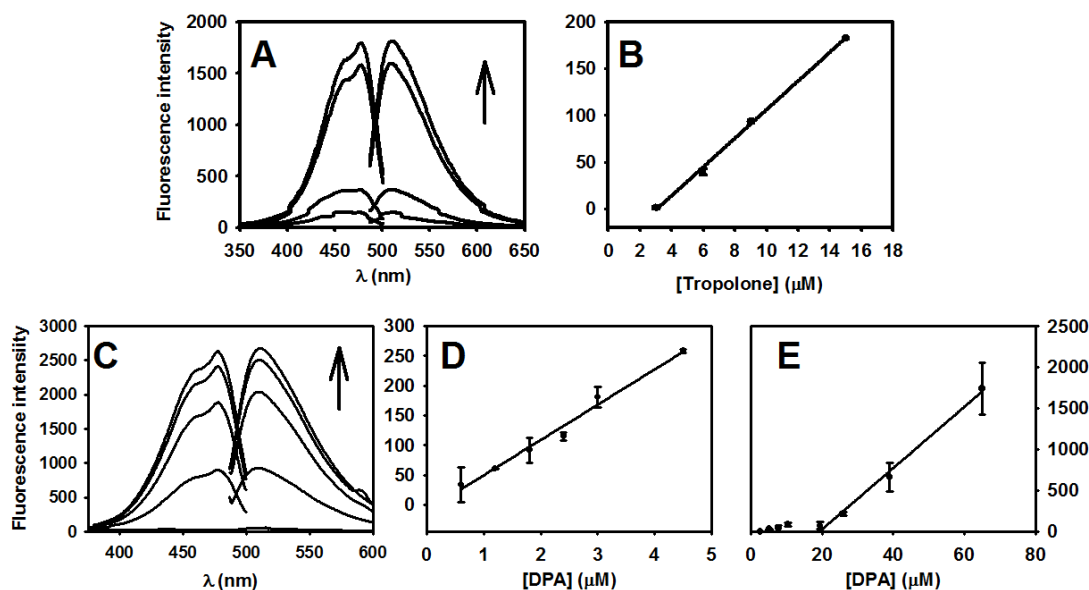 A
Fluorescence intensity
2000
1500
1000
500
0
350 400 450 500 550 600 650
λ (nm)
B
200
150
100
50
0
0 2 4 6 8 10 12 14 16 18
[Tropolone] (μM)
C
Fluorescence intensiity
3000
2500
2000
1500
1000
500
0
400 450 500 550 600
λ (nm)
D
300
250
200
150
100
50
0
0 1 2 3 4 5
[DPA] (μM)
E
2500
2000
1500
1000
500
0
0 20 40 60 80
[DPA] (μM)